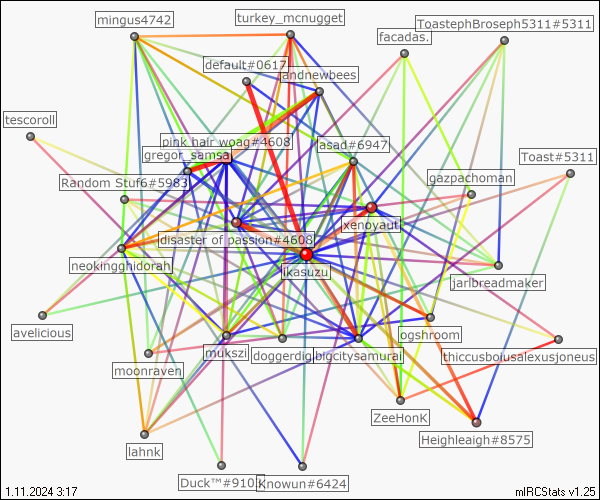 mingus4742
turkey_mcnugget
ToastephBroseph5311#5311
facadas.
default#0617
andnewbees
tescoroll
pink hair woag#4608
gregor_samsa
asad#6947
Toast#5311
Random Stuf6#5983
gazpachoman
xenoyaut
disaster of passion#4608
neokingghidorah
ikasuzu
jarlbreadmaker
avelicious
ogshroom
mukszi
doggerdig
bigcitysamurai
thiccusboiusalexusjoneus
moonraven
ZeeHonK
Heighleaigh#8575
lahnk
Duck™#910
Knowun#6424
1.11.2024 3:17
mIRCStats v1.25